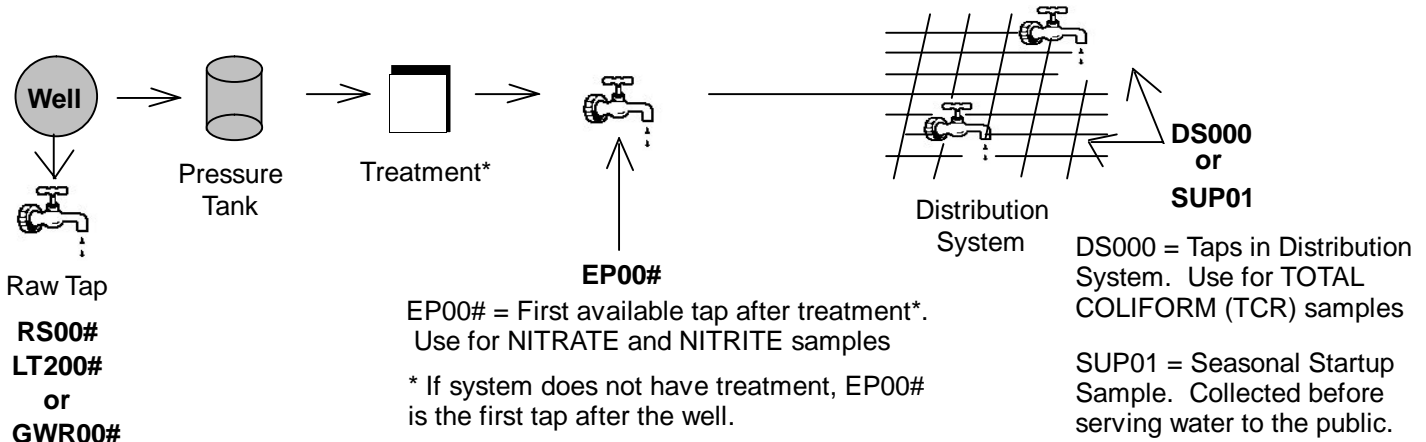 Well
Raw Tap
RS00#
LT200#
or
GWR00#
Pressure
Tank
Treatment*
EP00#
EP00# = First available tap after treatment*.
Use for NITRATE and NITRITE samples
* If system does not have treatment, EP00#
is the first tap after the well.
Distribution
System
DS000
or
SUP01
DS000 = Taps in Distribution
System. Use for TOTAL
COLIFORM (TCR) samples
SUP01 = Seasonal Startup
Sample. Collected before
serving water to the public.